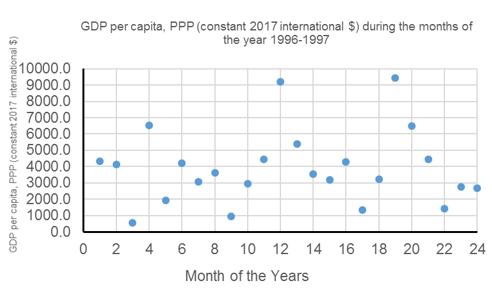 GDP per capita, PPP (constant 2017 international $) during the months of
the year 1996-1997
GDP per capita, PPP (constant 2017 international $)
10000.0
9000.0
8000.0
7000.0
6000.0
5000.0
4000.0
3000.0
2000.0
1000.0
0.0
0 2 4 6 8 10 12 14 16 18 20 22 24
Month of the Years